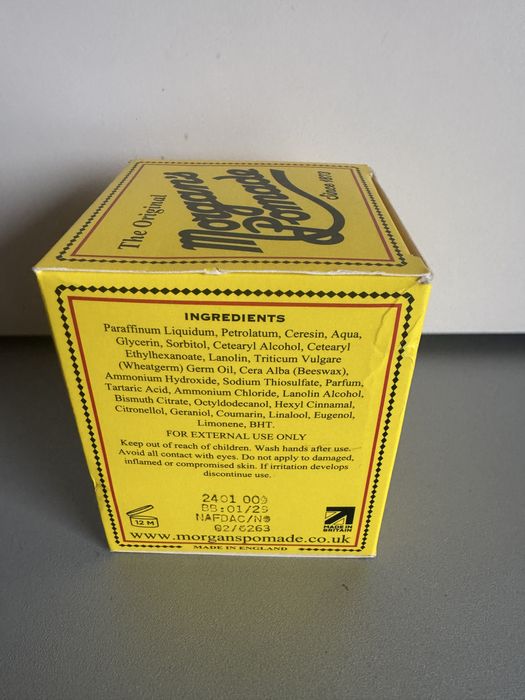 The Original
Morgan's
Pomade
Since 1873
INGREDIENTS
Paraffinum Liquidum, Petrolatum, Ceresin, Aqua,
Glycerin, Sorbitol, Cetearyl Alcohol, Cetearyl
Ethylhexanoate, Lanolin, Triticum Vulgare
(Wheatgerm) Germ Oil, Cera Alba (Beeswax),
Ammonium Hydroxide, Sodium Thiosulfate, Parfum,
Tartaric Acid, Ammonium Chloride, Lanolin Alcohol,
Bismuth Citrate, Octyldodecanol, Hexyl Cinnamal,
Citronellol, Geraniol, Coumarin, Linalool, Eugenol,
Limonene, BHT.
FOR EXTERNAL USE ONLY
Keep out of reach of children. Wash hands after use.
Avoid all contact with eyes. Do not apply to damaged,
inflamed or compromised skin. If irritation develops
discontinue use.
2401
NAFDAC/Nº
02/6263
12 M
MADE IN
BRITAIN
www.morganspomade.co.uk
MADE IN ENGLAND